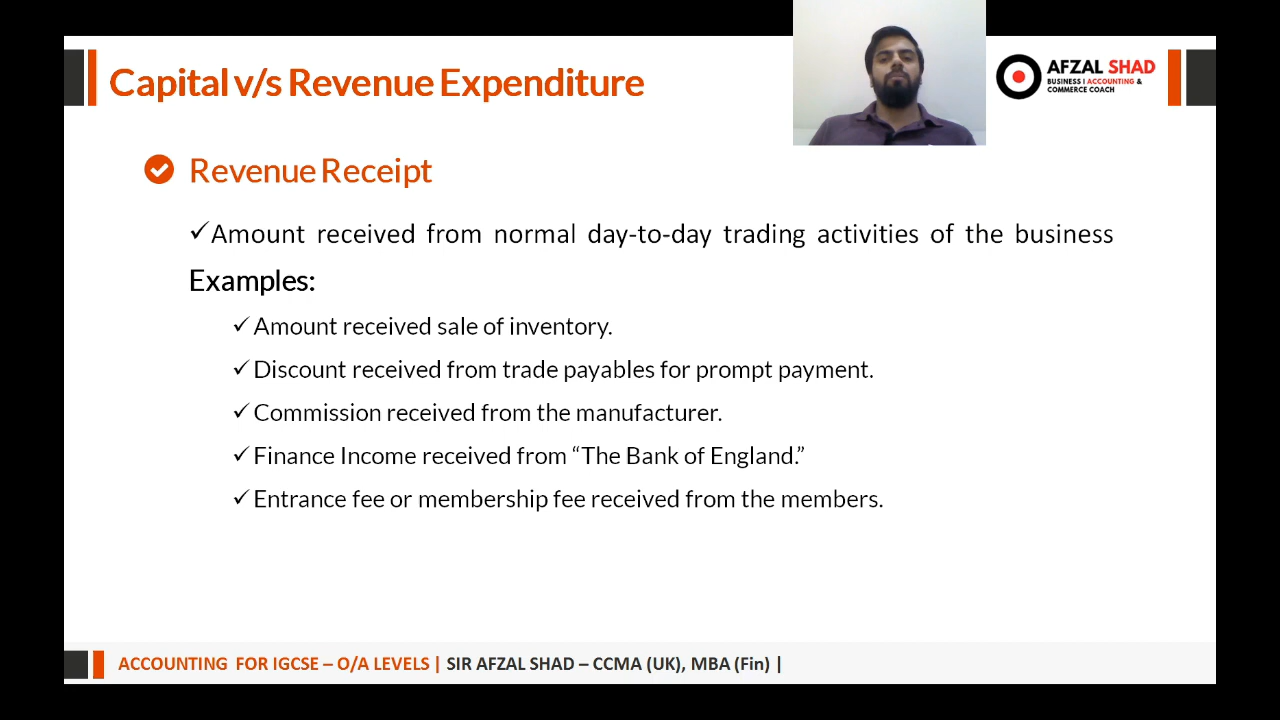 Capital v/s Revenue Expenditure
AFZAL SHAD
BUSINESS I ACCOUNTING &
COMMERCE COACH
Revenue Receipt
✓Amount received from normal day-to-day trading activities of the business
Examples:
✓Amount received sale of inventory.
✓Discount received from trade payables for prompt payment.
✓Commission received from the manufacturer.
✓Finance Income received from “The Bank of England.”
✓Entrance fee or membership fee received from the members.
ACCOUNTING FOR IGCSE – O/A LEVELS | SIR AFZAL SHAD – CCMA (UK), MBA (Fin) |